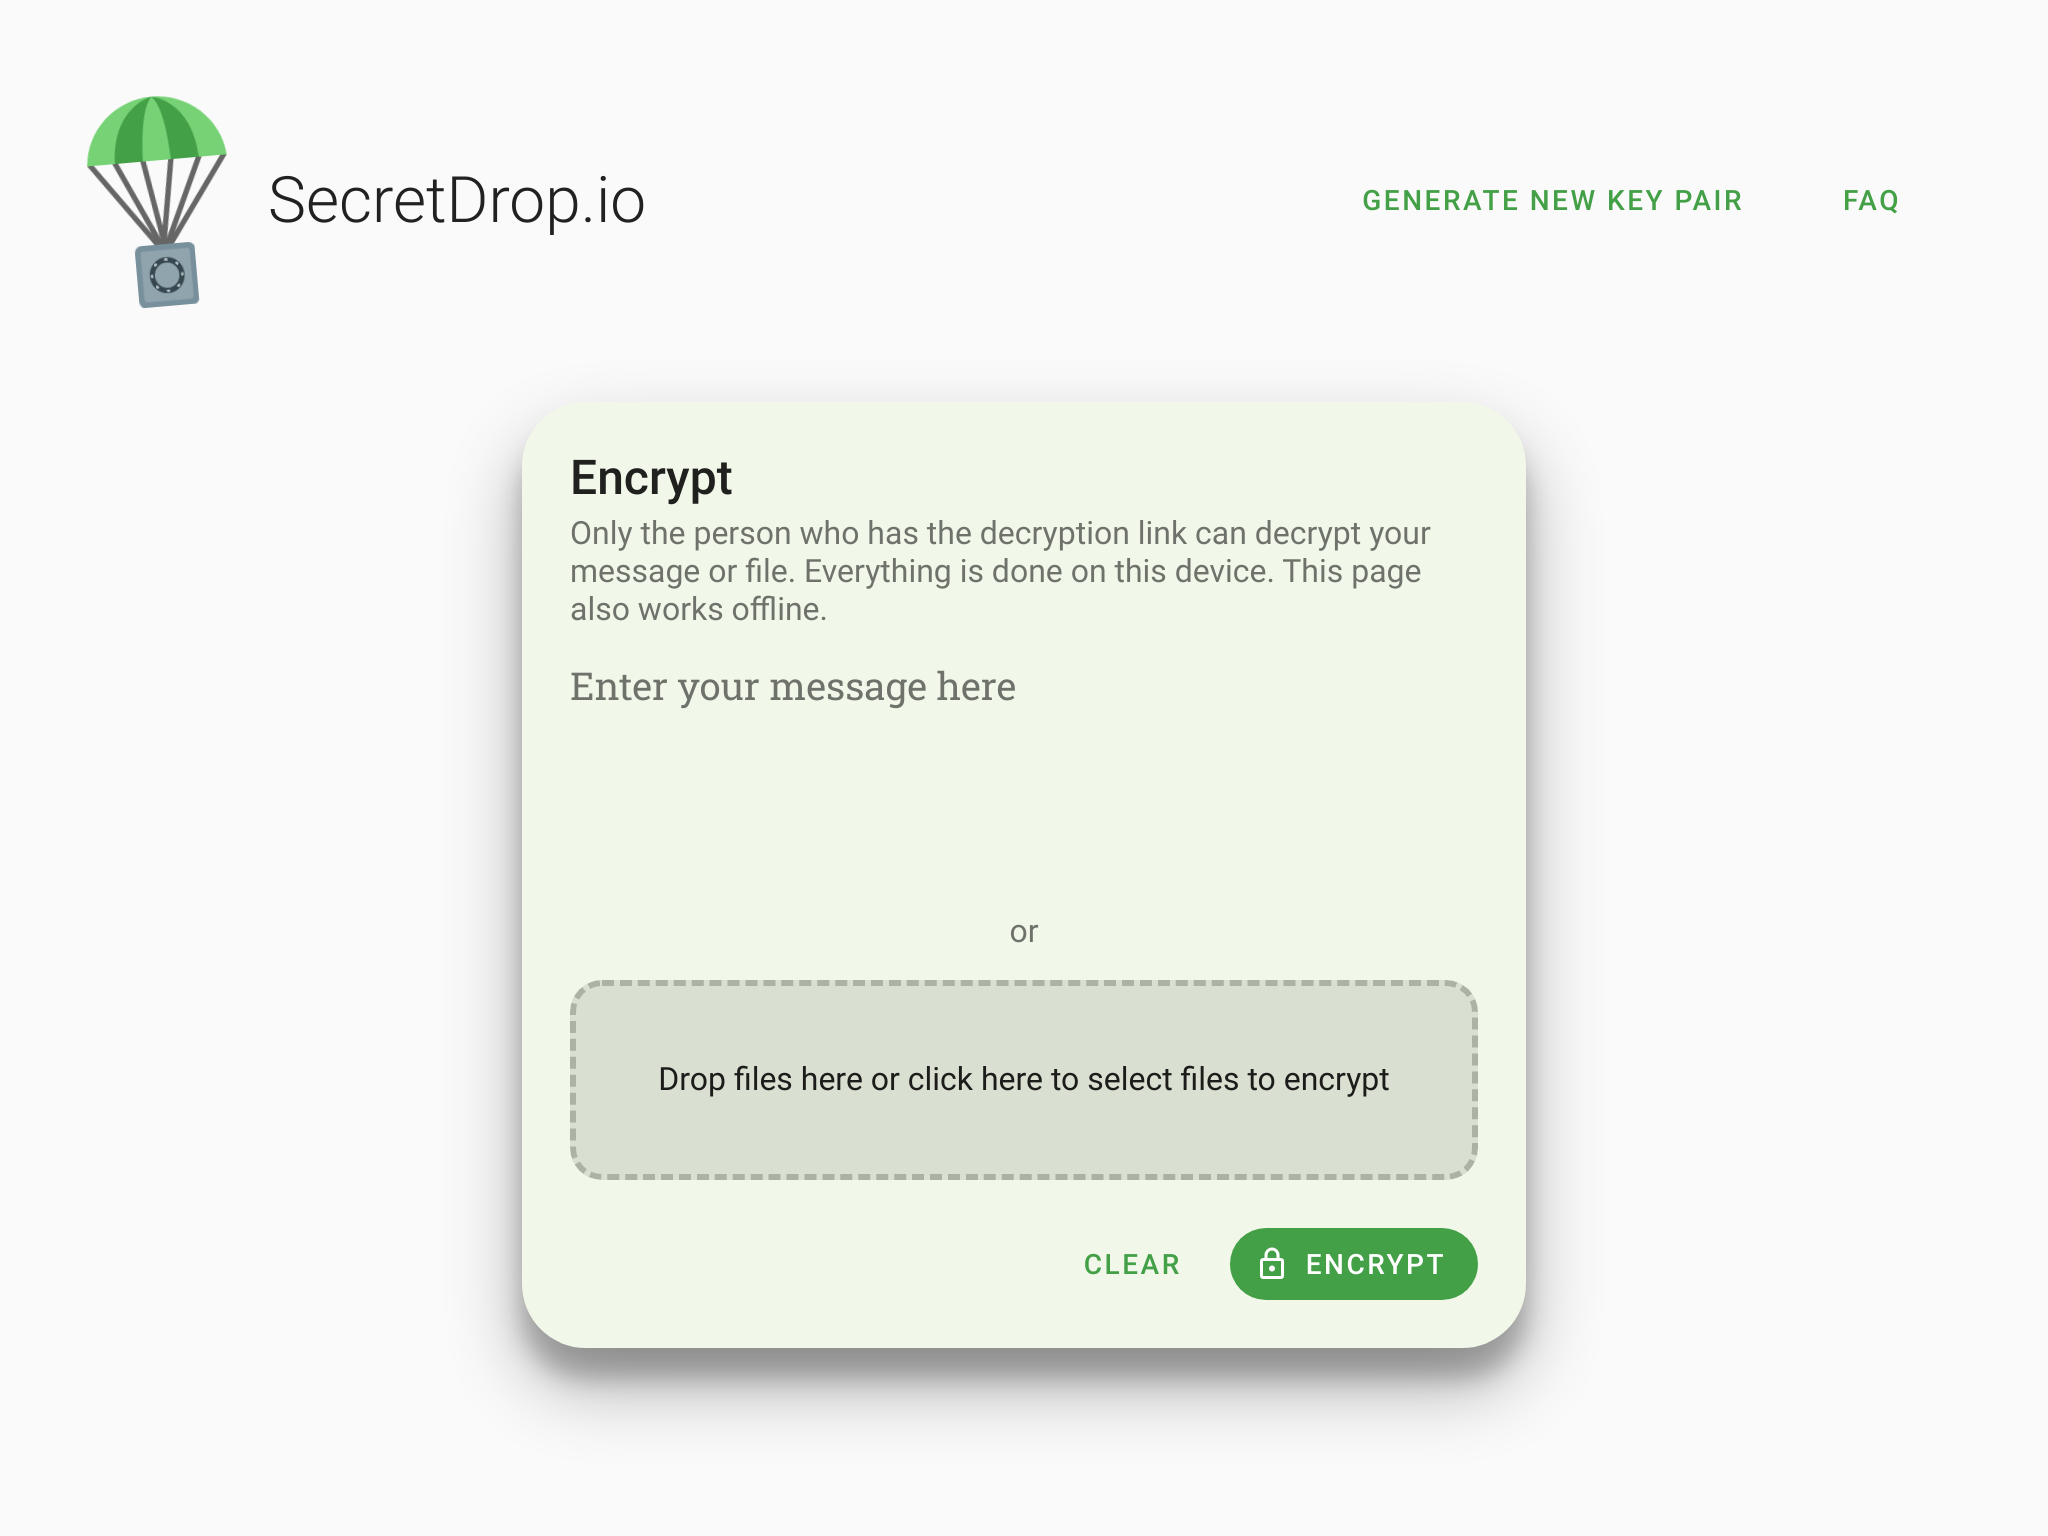 SecretDrop.io
GENERATE NEW KEY PAIR
FAQ
Encrypt
Only the person who has the decryption link can decrypt your
message or file. Everything is done on this device. This page
also works offline.
Enter your message here
or
Drop files here or click here to select files to encrypt
CLEAR
ENCRYPT